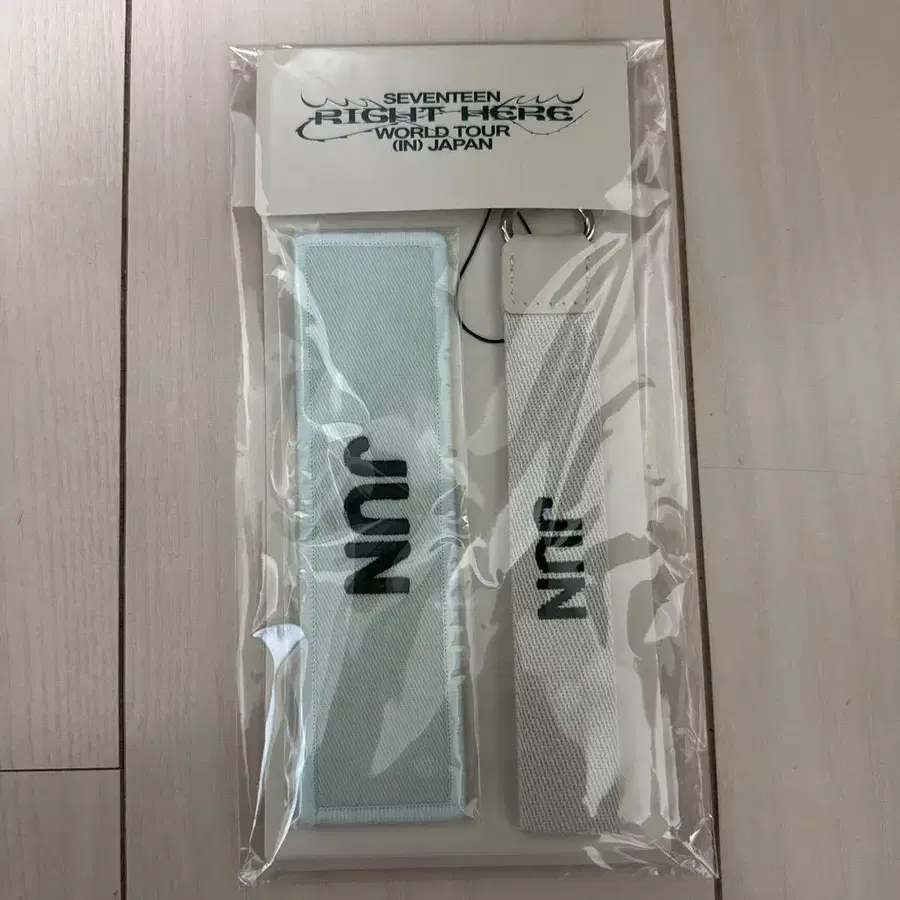 SEVENTEEN
RIGHT HERE
WORLD TOUR
(IN) JAPAN
JUN
JUN